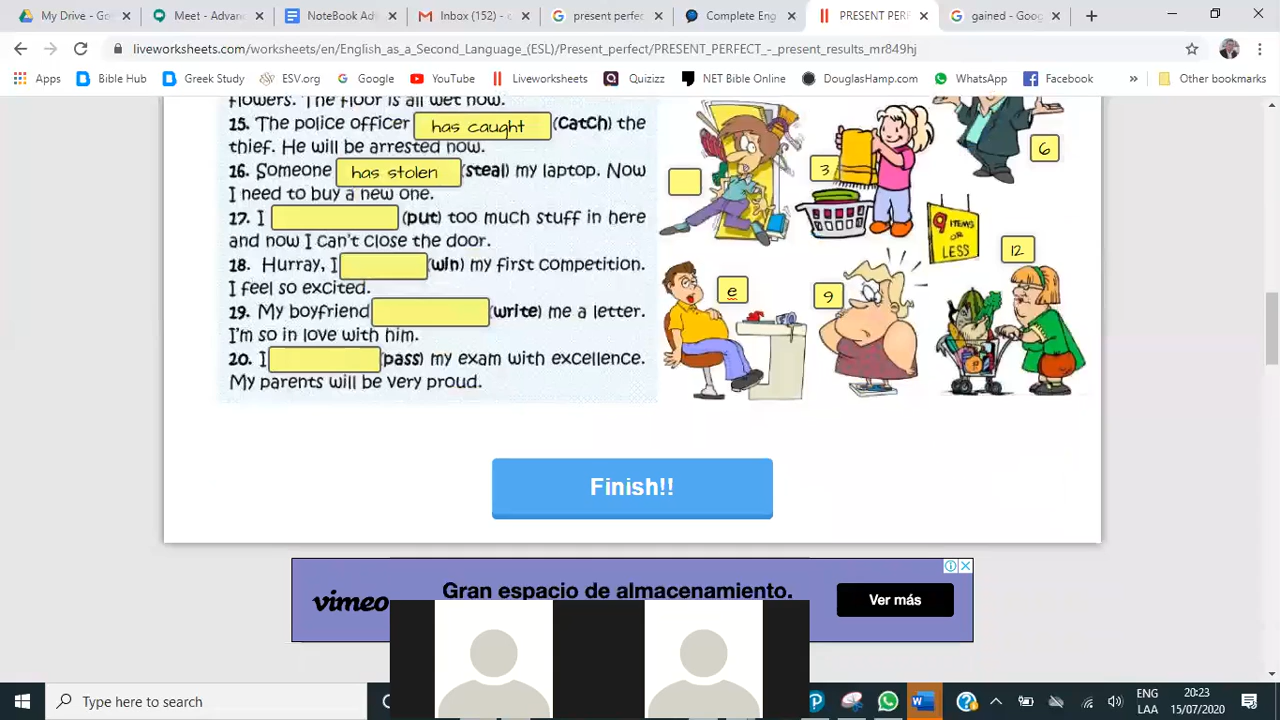 My Drive - Go
Meet - Advan
NoteBook Ad
Inbox (152) - c
present perfec
Complete Eng
PRESENT PERF
gained - Goog
liveworksheets.com/worksheets/en/English_as_a_Second_Language_(ESL)/Present_perfect/PRESENT_PERFECT_-_present_results_mr849hj
Apps
Bible Hub
Greek Study
ESV.org
Google
YouTube
Liveworksheets
Quizizz
NET Bible Online
DouglasHamp.com
WhatsApp
Facebook
Other bookmarks
flowers. The floor is all wet now.
15. The police officer has caught (catch) the
thief. He will be arrested now.
16. Someone has stolen (steal) my laptop. Now
I need to buy a new one.
17. I (put) too much stuff in here
and now I can't close the door.
18. Hurray, I (win) my first competition.
I feel so excited.
19. My boyfriend (write) me a letter.
I'm so in love with him.
20. I (pass) my exam with excellence.
My parents will be very proud.
3
6
9 ITEMS
OR
LESS
12
e
9
Finish!!
vimeo
Gran espacio de almacenamiento.
Ver más
Type here to search
ENG
LAA
20:23
15/07/2020